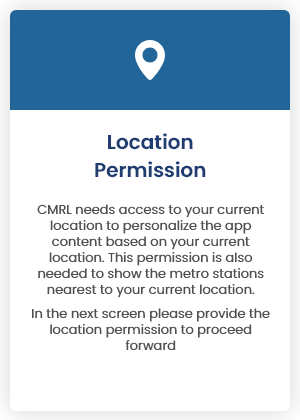 Location
Permission
CMRL needs access to your current
location to personalize the app
content based on your current
location. This permission is also
needed to show the metro stations
nearest to your current location.
In the next screen please provide the
location permission to proceed
forward